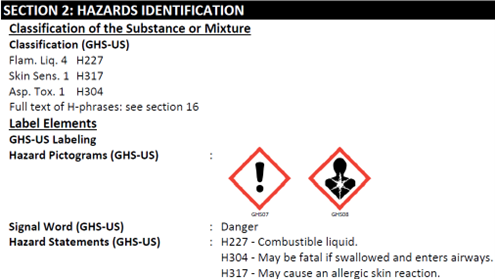 SECTION 2: HAZARDS IDENTIFICATION
Classification of the Substance or Mixture
Classification (GHS-US)
Flam. Liq. 4 H227
Skin Sens. 1 H317
Asp. Tox. 1 H304
Full text of H-phrases: see section 16
Label Elements
GHS-US Labeling
Hazard Pictograms (GHS-US) :
GHS07 GHS08
Signal Word (GHS-US) : Danger
Hazard Statements (GHS-US) : H227 - Combustible liquid.
H304 - May be fatal if swallowed and enters airways.
H317 - May cause an allergic skin reaction.